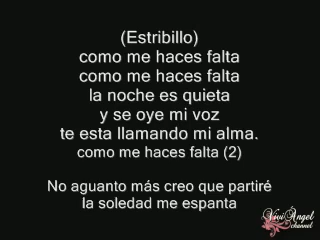 (Estribillo)
como me haces falta
como me haces falta
la noche es quieta
y se oye mi voz
te esta llamando mi alma.
como me haces falta (2)
No aguanto más creo que partiré
la soledad me espanta
ViviAngel
channel